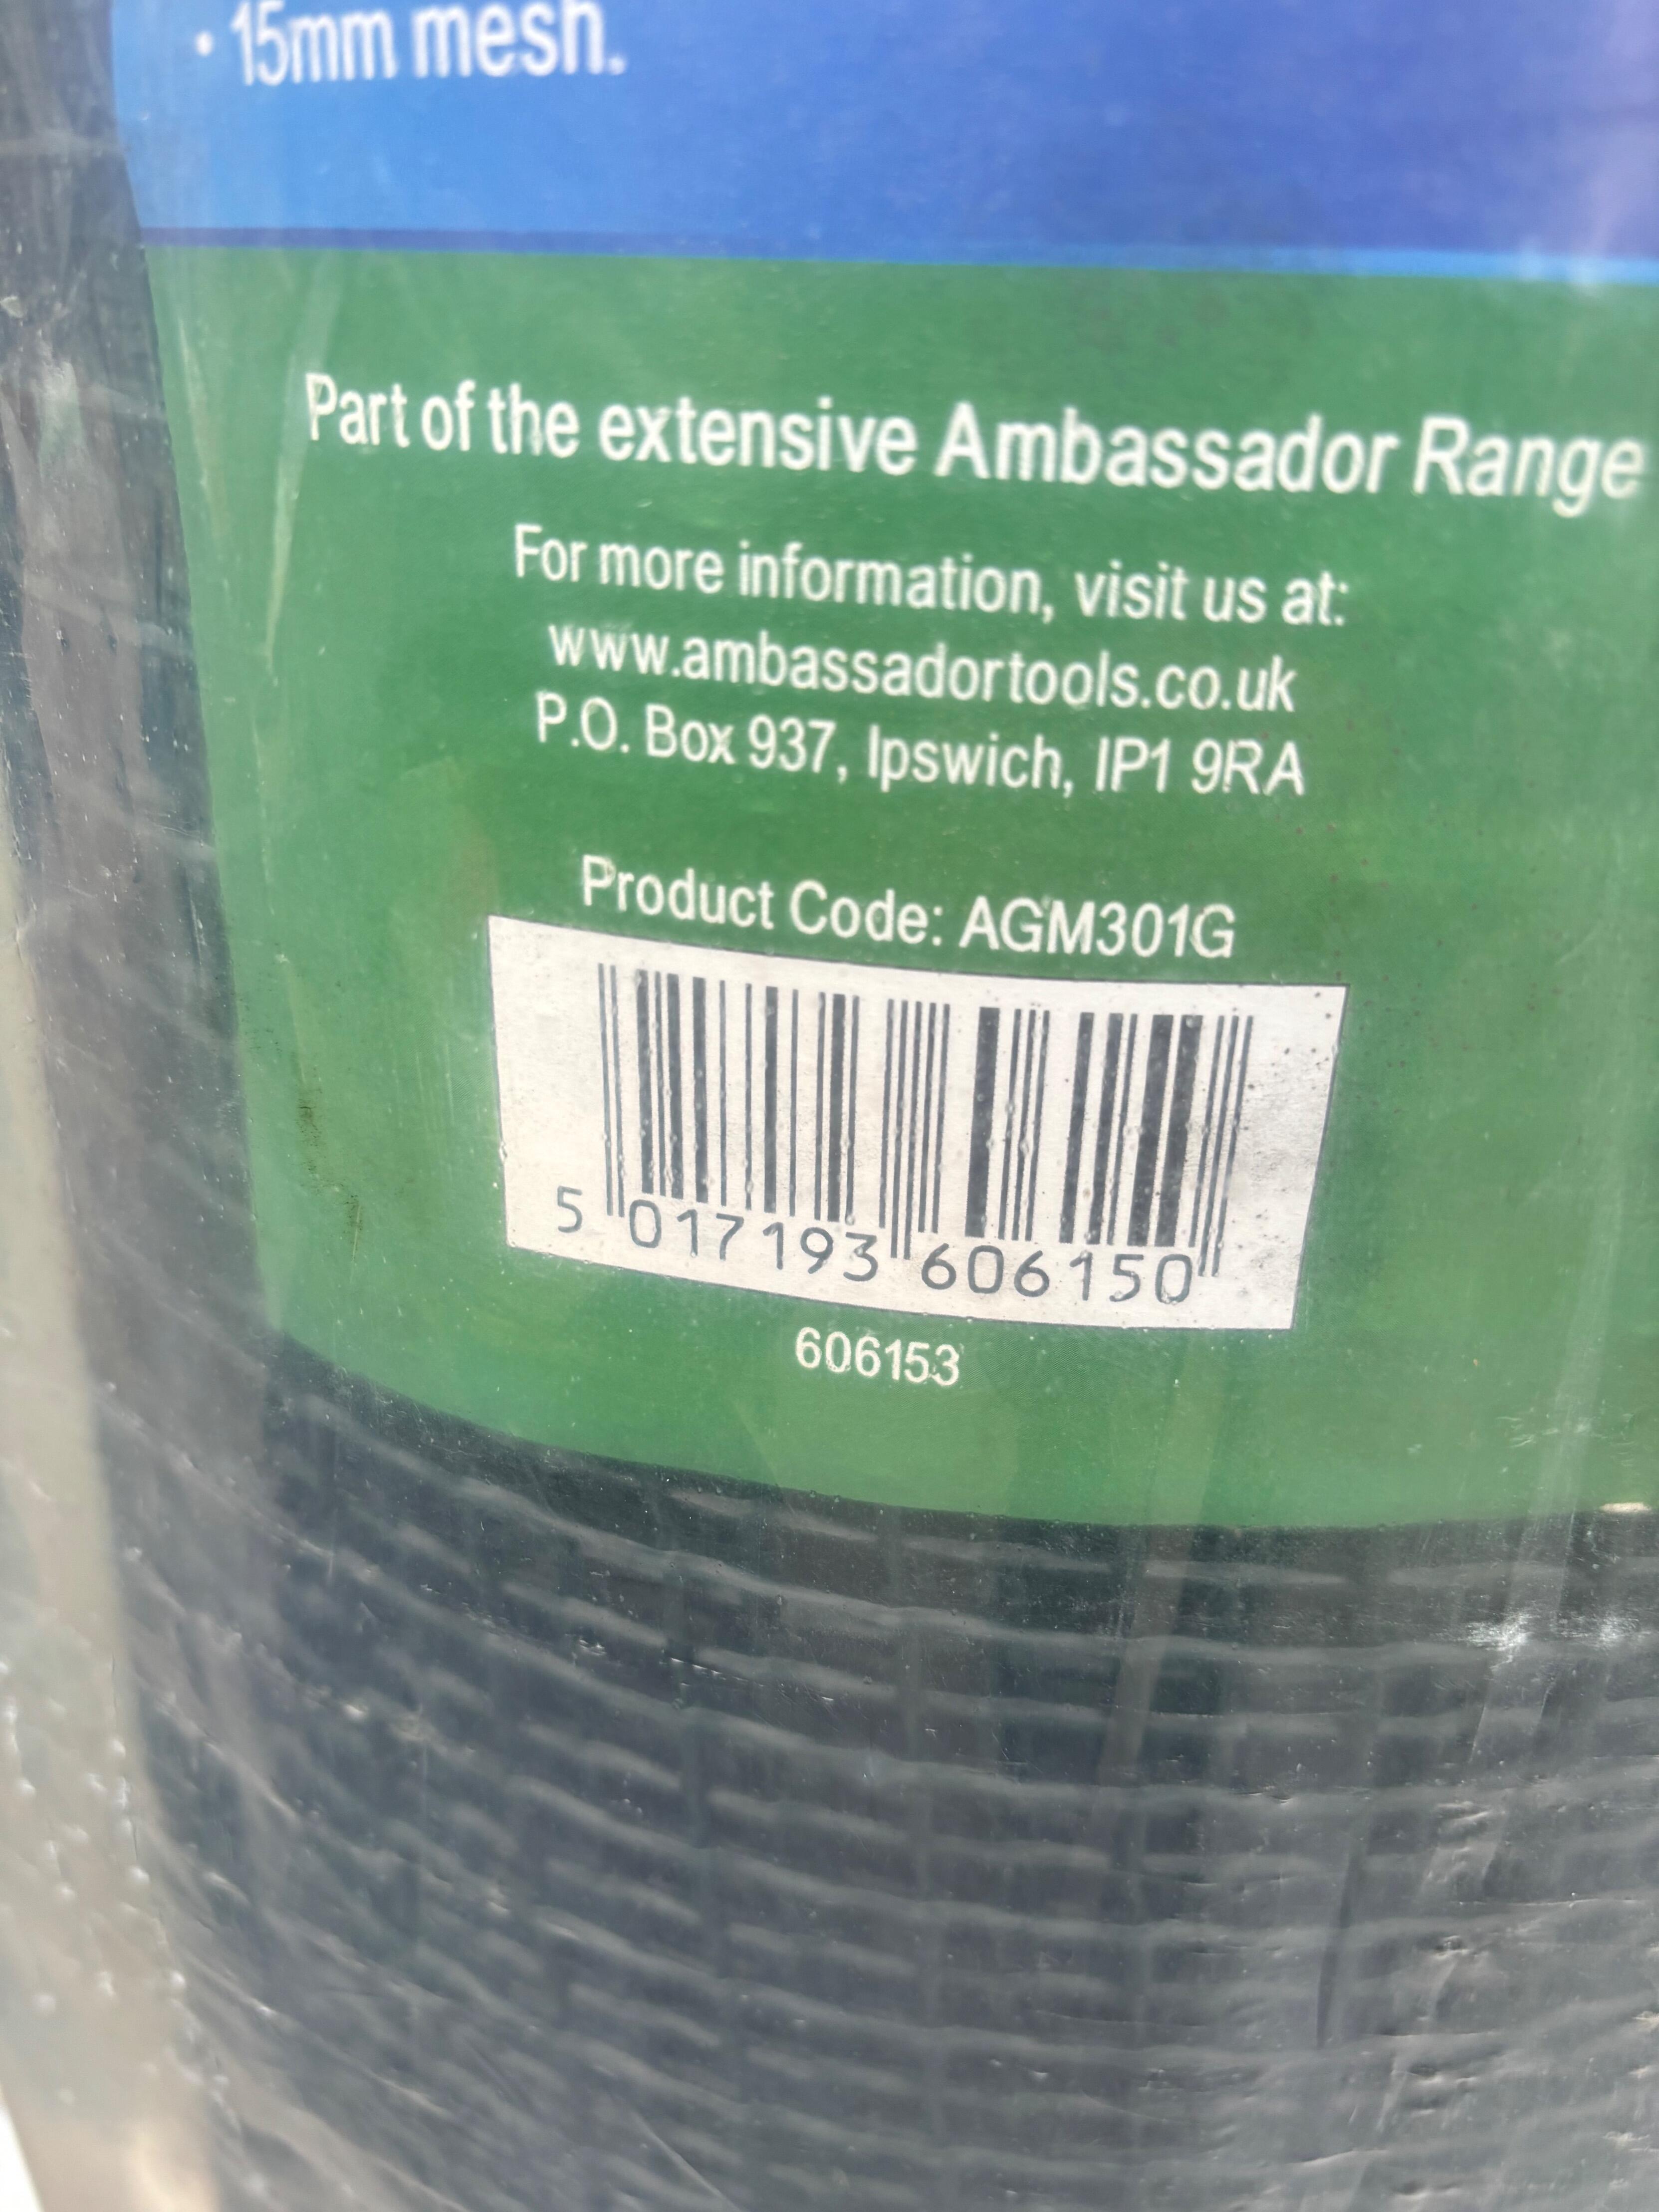 • 15mm mesh.
Part of the extensive Ambassador Range
For more information, visit us at:
www.ambassadortools.co.uk
P.O. Box 937, Ipswich, IP1 9RA
Product Code: AGM301G
5 017193 606150
606153